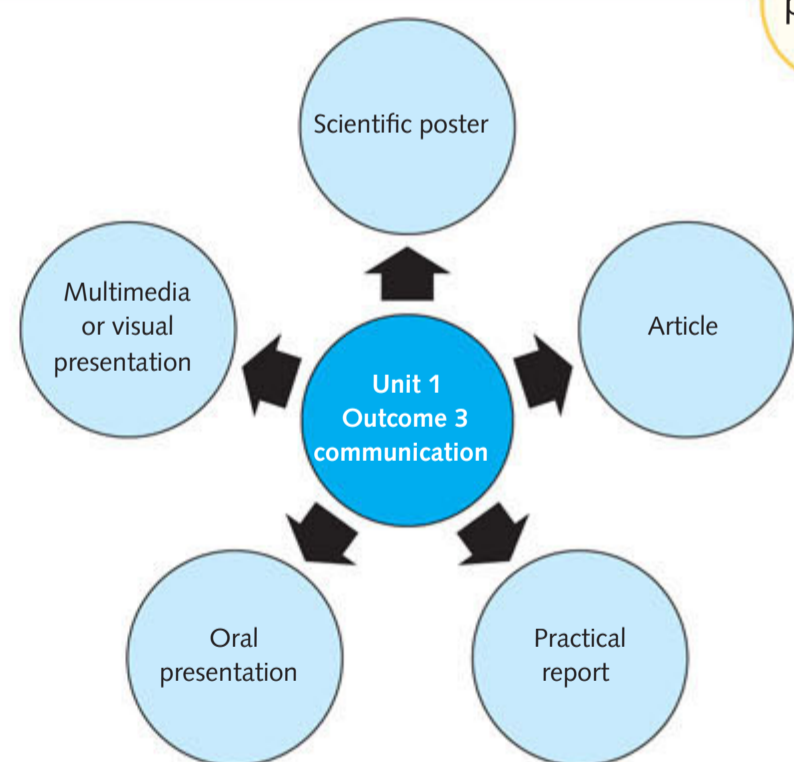 Scientific poster
Multimedia
or visual
presentation
Article
Unit 1
Outcome 3
communication
Oral
presentation
Practical
report